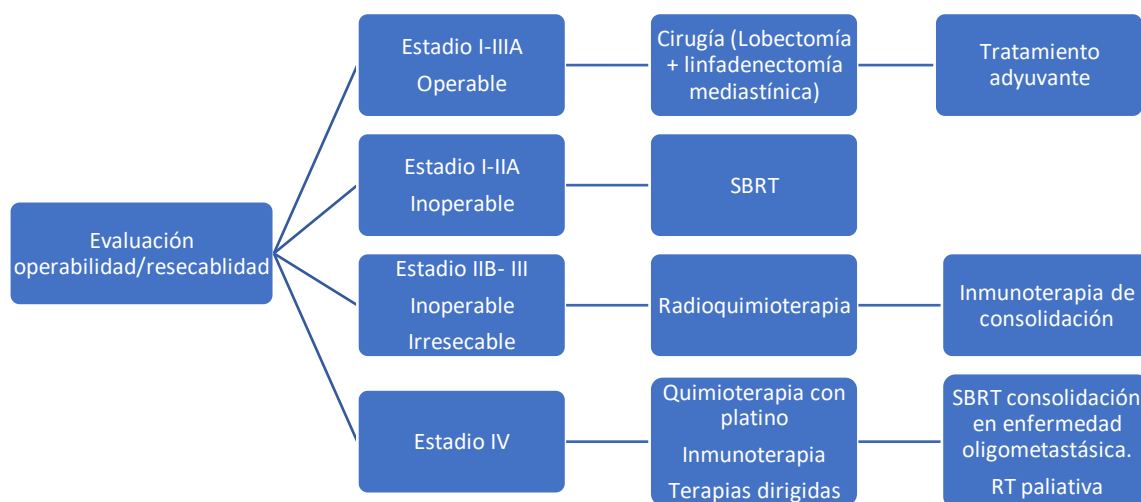 Evaluación
operabilidad/resecablidad
Estadio I-IIIA
Operable
Cirugía (Lobectomía
+ linfadenectomía
mediastínica)
Tratamiento
adyuvante
Estadio I-IIA
Inoperable
SBRT
Estadio IIB- III
Inoperable
Irresecable
Radioquimioterapia
Inmunoterapia de
consolidación
Estadio IV
Quimioterapia con
platino
Inmunoterapia
Terapias dirigidas
SBRT consolidación
en enfermedad
oligometastásica.
RT paliativa